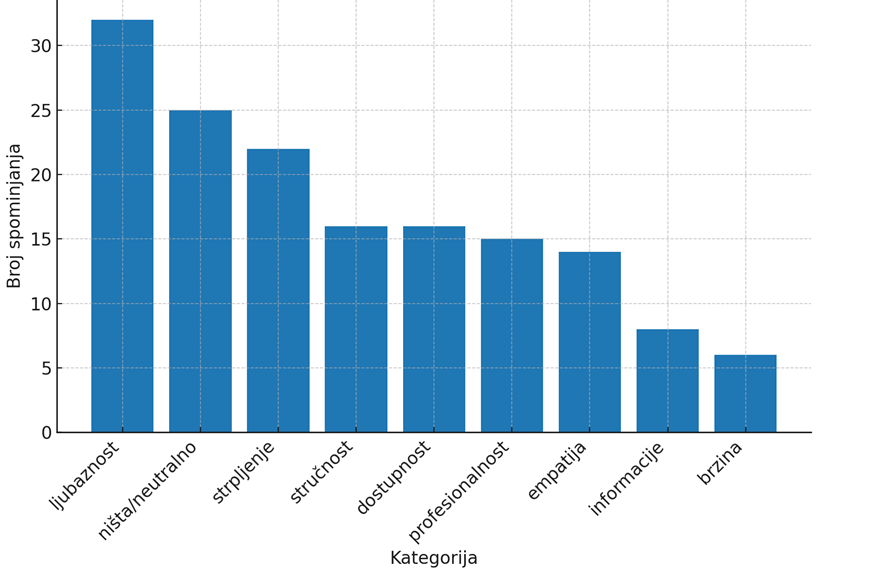 30
25
20
15
10
5
0
Broj spominjanja
ljubaznost
ništa/neutralno
strpljenje
stručnost
dostupnost
profesionalnost
empatija
informacije
brzina
Kategorija